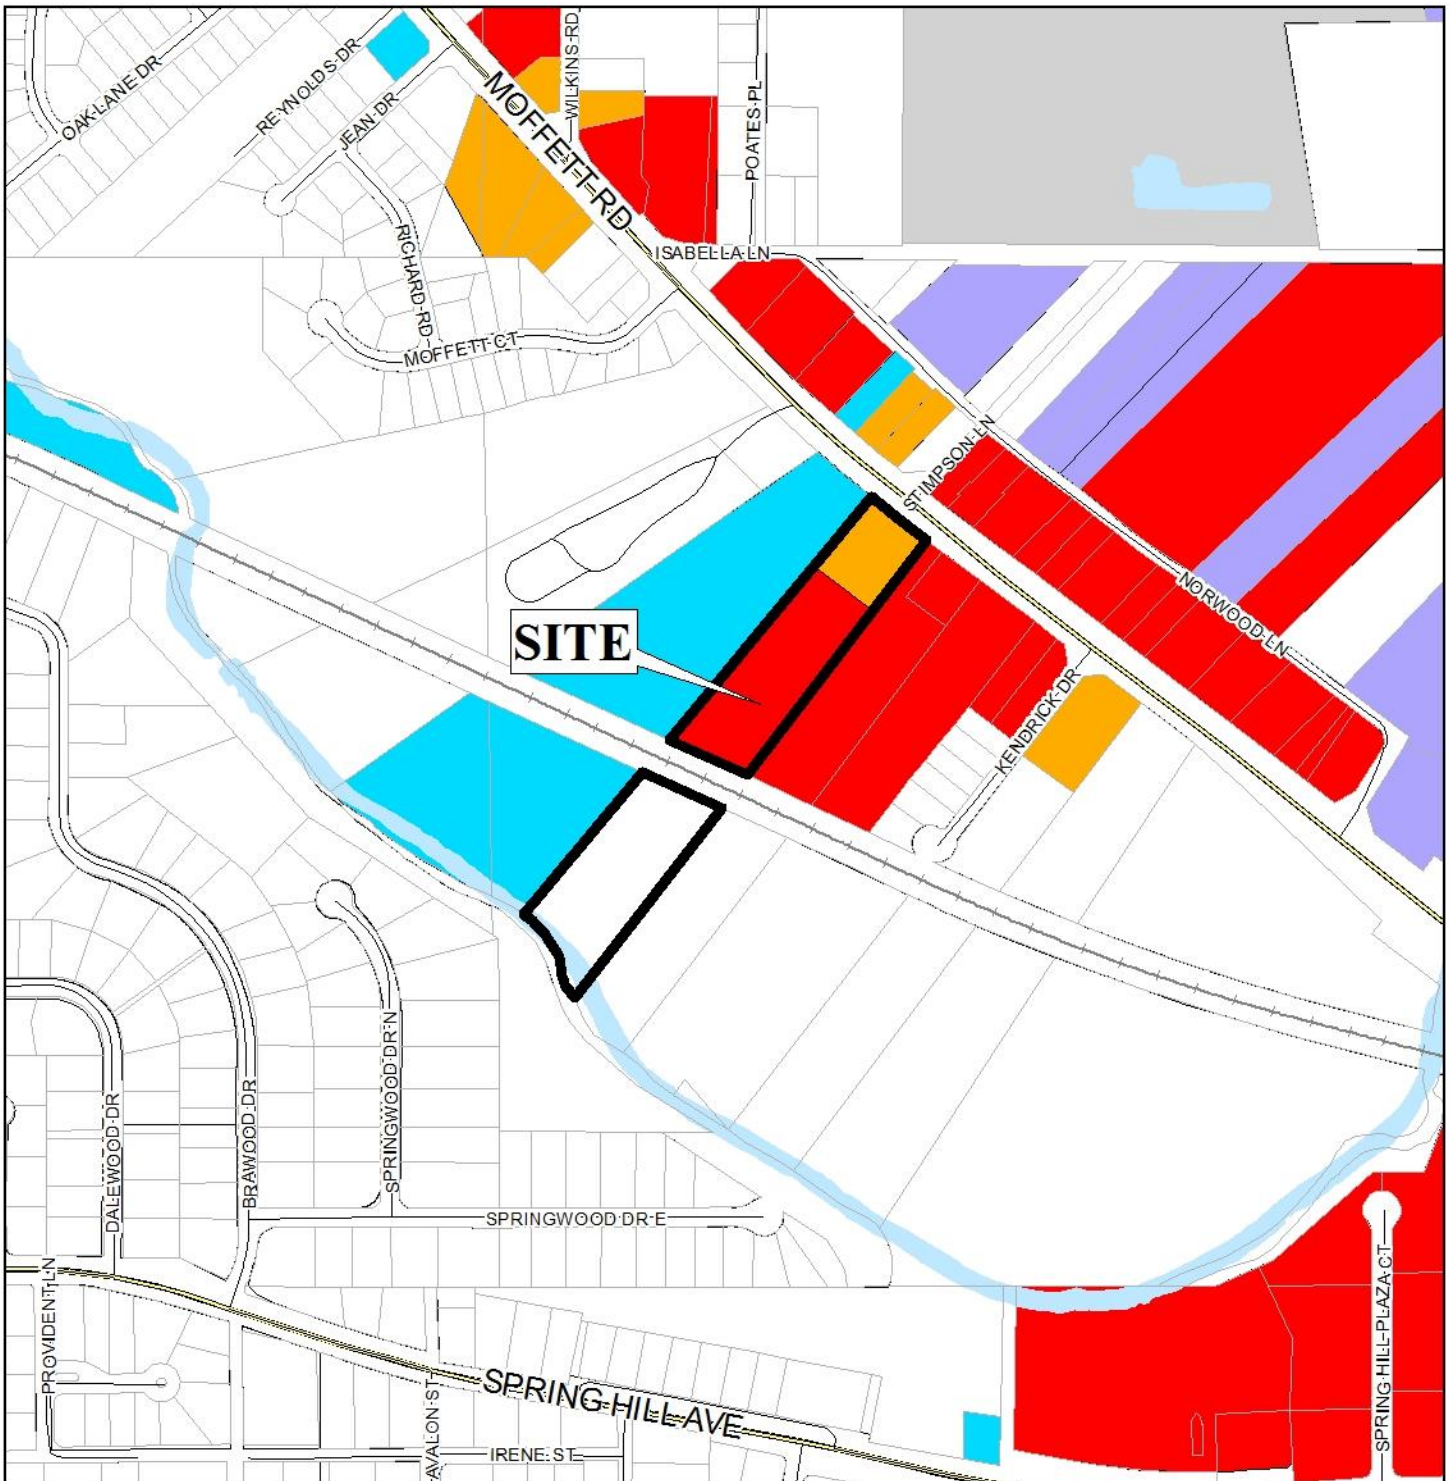 OAK LANE DR
REYNOLDS DR
JEAN DR
WILKINS RD
MOFFETT RD
POATES PL
ISABELLA LN
RICHARD RD
MOFFETT CT
STIMPSON LN
NORWOOD LN
SITE
KENDRICK DR
SPRINGWOOD DR N
DALEWOOD DR
BRAWOOD DR
SPRINGWOOD DR E
PROVIDENT LN
SPRING HILL PLAZA CT
SPRING HILL AVE
AVALON ST
IRENE ST